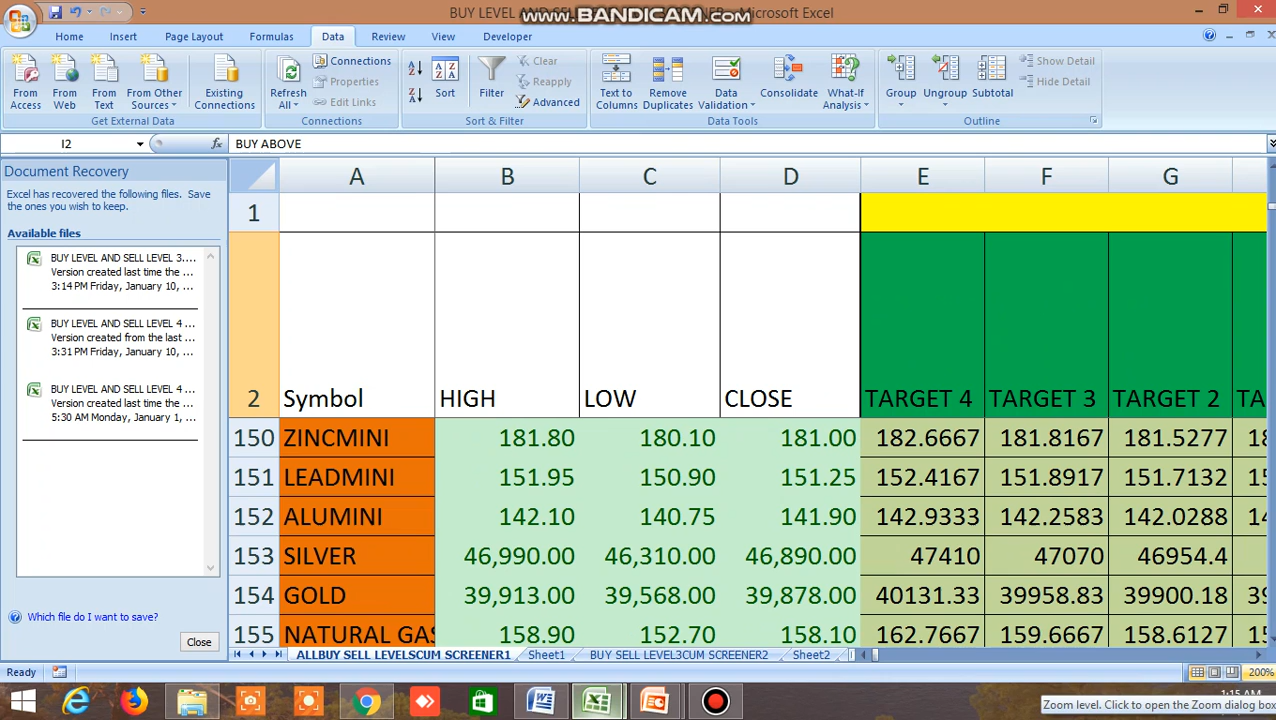 BUY LEVEL AND SCREENER - Microsoft Excel
www.BANDICAM.com
Home Insert Page Layout Formulas Data Review View Developer
From Access
From Web
From Text
From Other Sources
Existing Connections
Get External Data
Refresh All
Connections
Properties
Edit Links
Connections
Sort
Filter
Clear
Reapply
Advanced
Sort & Filter
Text to Columns
Remove Duplicates
Data Validation
Consolidate
What-If Analysis
Data Tools
Group
Ungroup
Subtotal
Show Detail
Hide Detail
Outline
I2 fx BUY ABOVE
Document Recovery
Excel has recovered the following files. Save
the ones you wish to keep.
Available files
BUY LEVEL AND SELL LEVEL 3....
Version created last time the ...
3:14 PM Friday, January 10, ...
BUY LEVEL AND SELL LEVEL 4 ...
Version created from the last ...
3:31 PM Friday, January 10, ...
BUY LEVEL AND SELL LEVEL 4 ...
Version created last time the ...
5:30 AM Monday, January 1, ...
Which file do I want to save?
Close
A B C D E F G
1
2 Symbol HIGH LOW CLOSE TARGET 4 TARGET 3 TARGET 2 TA
150 ZINCMINI 181.80 180.10 181.00 182.6667 181.8167 181.5277 18
151 LEADMINI 151.95 150.90 151.25 152.4167 151.8917 151.7132 15
152 ALUMINI 142.10 140.75 141.90 142.9333 142.2583 142.0288 14
153 SILVER 46,990.00 46,310.00 46,890.00 47410 47070 46954.4
154 GOLD 39,913.00 39,568.00 39,878.00 40131.33 39958.83 39900.18 39
155 NATURAL GAS 158.90 152.70 158.10 162.7667 159.6667 158.6127 15
ALLBUY SELL LEVELSCUM SCREENER1 Sheet1 BUY SELL LEVEL3CUM SCREENER2 Sheet2
Ready 200%
1:15 AM
Zoom level. Click to open the Zoom dialog box